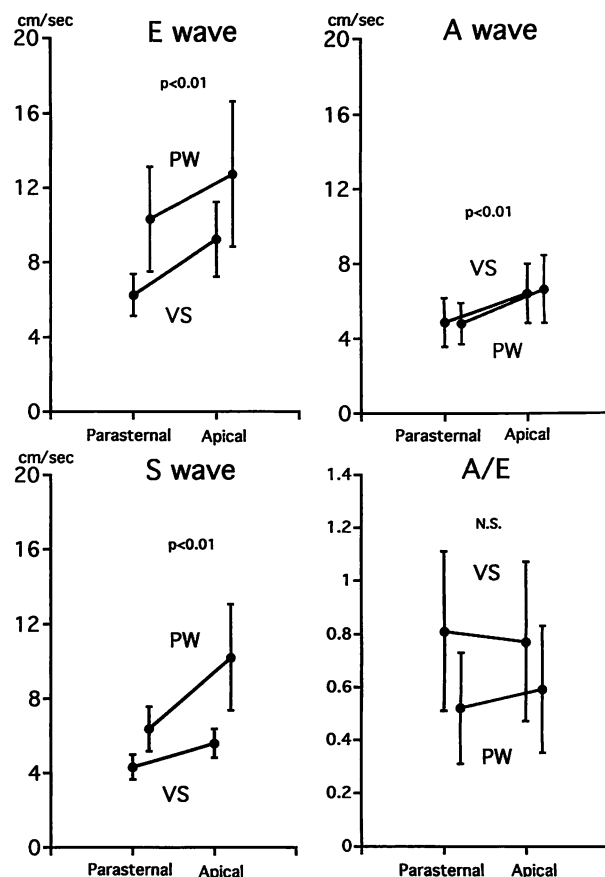 cm/sec
E wave
20
16
12
8
4
0
p<0.01
PW
VS
Parasternal Apical
cm/sec
A wave
20
16
12
8
4
0
p<0.01
VS
PW
Parasternal Apical
cm/sec
S wave
20
16
12
8
4
0
p<0.01
PW
VS
Parasternal Apical
A/E
1.4
1.2
1
0.8
0.6
0.4
0.2
0
N.S.
VS
PW
Parasternal Apical